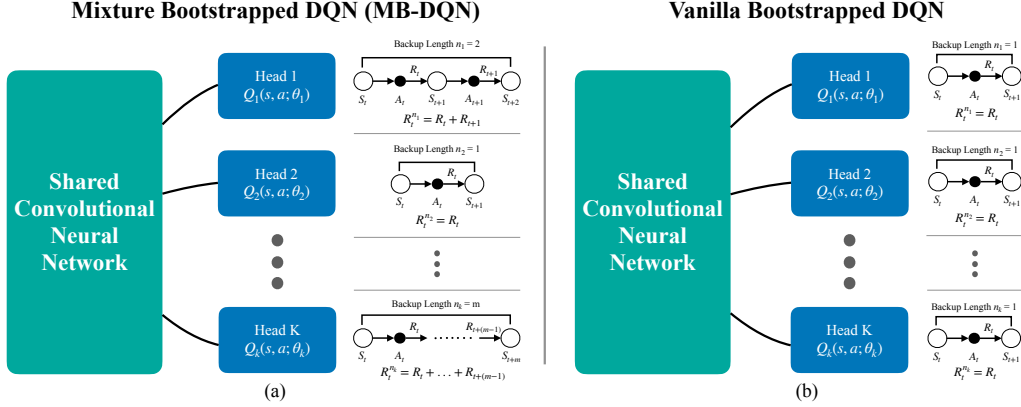 Mixture Bootstrapped DQN (MB-DQN)
Shared
Convolutional
Neural
Network
Head 1
Q₁(s, a; θ₁)
Backup Length n₁ = 2
Rₜ Rₜ₊₁
Sₜ Aₜ Sₜ₊₁ Aₜ₊₁ Sₜ₊₂
Rₜⁿ¹ = Rₜ + Rₜ₊₁
Head 2
Q₂(s, a; θ₂)
Backup Length n₂ = 1
Rₜ
Sₜ Aₜ Sₜ₊₁
Rₜⁿ² = Rₜ
Head K
Qₖ(s, a; θₖ)
Backup Length nₖ = m
Rₜ Rₜ₊₍ₘ₋₁₎
Sₜ Aₜ Sₜ₊ₘ
Rₜⁿᵏ = Rₜ + . . . + Rₜ₊₍ₘ₋₁₎
(a)
Vanilla Bootstrapped DQN
Shared
Convolutional
Neural
Network
Head 1
Q₁(s, a; θ₁)
Backup Length n₁ = 1
Rₜ
Sₜ Aₜ Sₜ₊₁
Rₜⁿ¹ = Rₜ
Head 2
Q₂(s, a; θ₂)
Backup Length n₂ = 1
Rₜ
Sₜ Aₜ Sₜ₊₁
Rₜⁿ² = Rₜ
Head K
Qₖ(s, a; θₖ)
Backup Length nₖ = 1
Rₜ
Sₜ Aₜ Sₜ₊₁
Rₜⁿᵏ = Rₜ
(b)